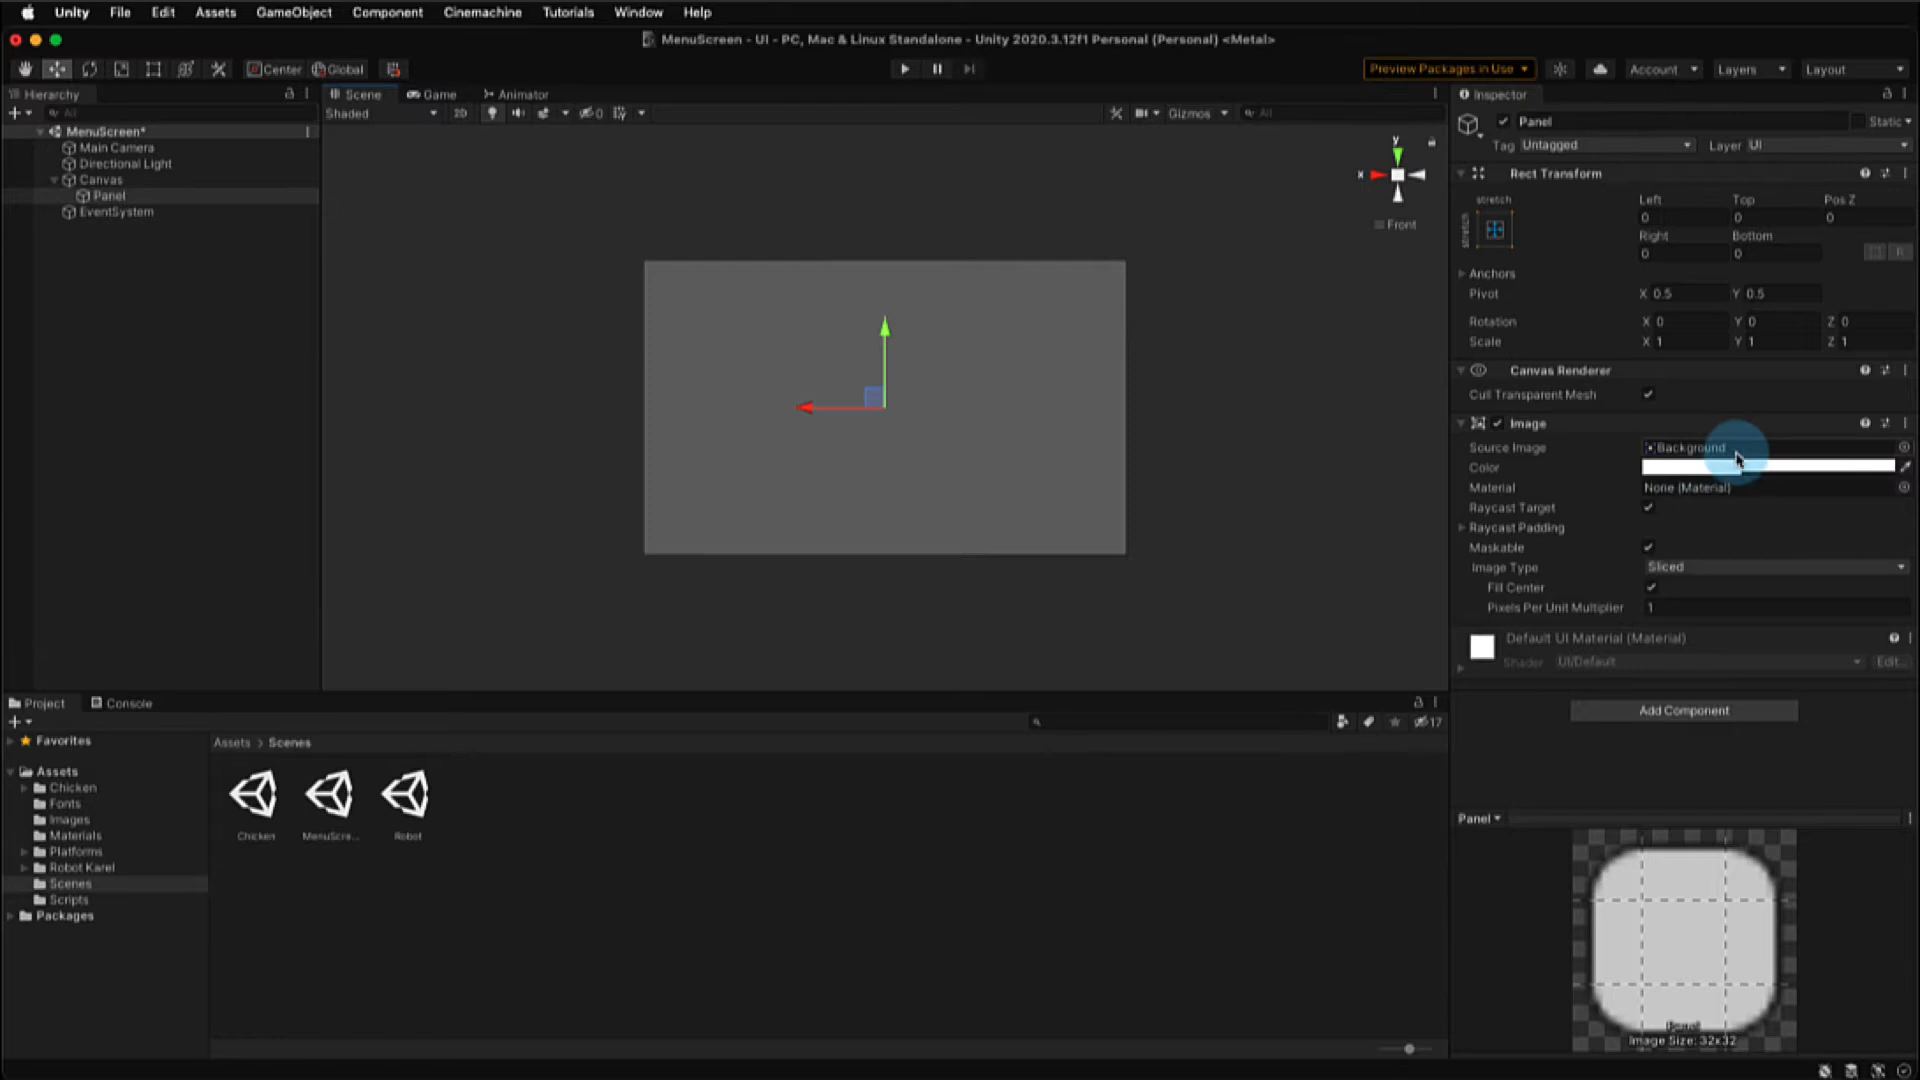 Unity File Edit Assets GameObject Component Cinemachine Tutorials Window Help
MenuScreen - UI - PC, Mac & Linux Standalone - Unity 2020.3.12f1 Personal (Personal) <Metal>
Center Global Preview Packages in Use Account Layers Layout
Hierarchy
All
MenuScreen*
Main Camera
Directional Light
Canvas
Panel
EventSystem
Scene Game Animator
Shaded 2D 0 Gizmos All
y
x
Front
Inspector
Panel Static
Tag Untagged Layer UI
Rect Transform
stretch Left Top Pos Z
stretch 0 0 0
Right Bottom
0 0 R
Anchors
Pivot X 0.5 Y 0.5
Rotation X 0 Y 0 Z 0
Scale X 1 Y 1 Z 1
Canvas Renderer
Cull Transparent Mesh
Image
Source Image Background
Color
Material None (Material)
Raycast Target
Raycast Padding
Maskable
Image Type Sliced
Fill Center
Pixels Per Unit Multiplier 1
Default UI Material (Material)
Shader UI/Default Edit...
Add Component
Project Console
17
Favorites
Assets
Chicken
Fonts
Images
Materials
Platforms
Robot Karel
Scenes
Scripts
Packages
Assets > Scenes
Chicken MenuScre... Robot
Panel
Panel
Image Size: 32x32